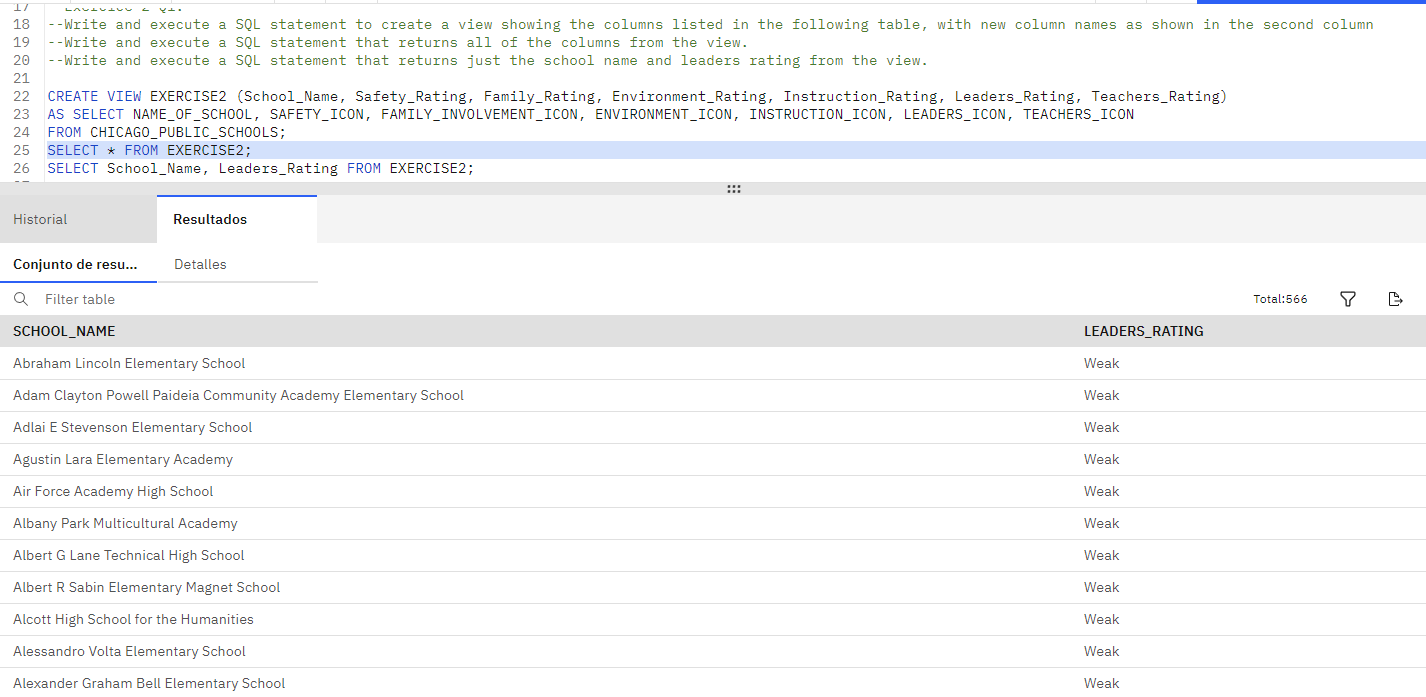 17 --Exercise 2 Q1:
18 --Write and execute a SQL statement to create a view showing the columns listed in the following table, with new column names as shown in the second column
19 --Write and execute a SQL statement that returns all of the columns from the view.
20 --Write and execute a SQL statement that returns just the school name and leaders rating from the view.
21
22 CREATE VIEW EXERCISE2 (School_Name, Safety_Rating, Family_Rating, Environment_Rating, Instruction_Rating, Leaders_Rating, Teachers_Rating)
23 AS SELECT NAME_OF_SCHOOL, SAFETY_ICON, FAMILY_INVOLVEMENT_ICON, ENVIRONMENT_ICON, INSTRUCTION_ICON, LEADERS_ICON, TEACHERS_ICON
24 FROM CHICAGO_PUBLIC_SCHOOLS;
25 SELECT * FROM EXERCISE2;
26 SELECT School_Name, Leaders_Rating FROM EXERCISE2;
Historial Resultados
Conjunto de resu... Detalles
Filter table Total:566
SCHOOL_NAME LEADERS_RATING
Abraham Lincoln Elementary School Weak
Adam Clayton Powell Paideia Community Academy Elementary School Weak
Adlai E Stevenson Elementary School Weak
Agustin Lara Elementary Academy Weak
Air Force Academy High School Weak
Albany Park Multicultural Academy Weak
Albert G Lane Technical High School Weak
Albert R Sabin Elementary Magnet School Weak
Alcott High School for the Humanities Weak
Alessandro Volta Elementary School Weak
Alexander Graham Bell Elementary School Weak